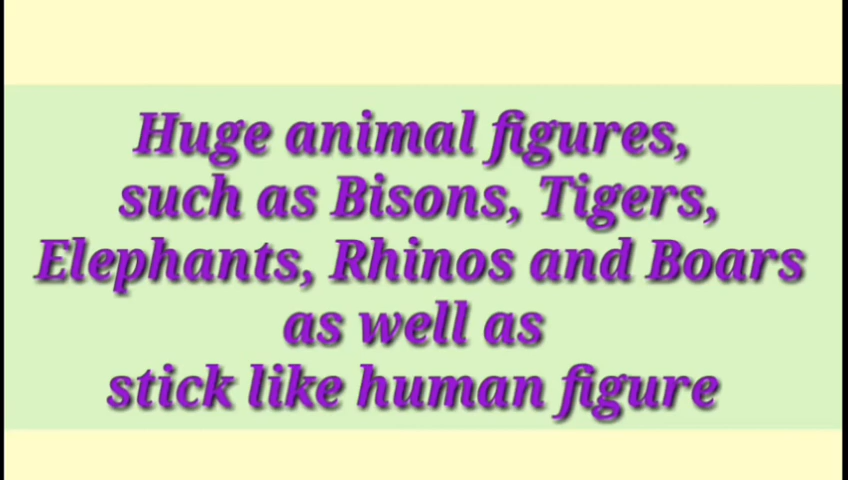 Huge animal figures,
such as Bisons, Tigers,
Elephants, Rhinos and Boars
as well as
stick like human figure